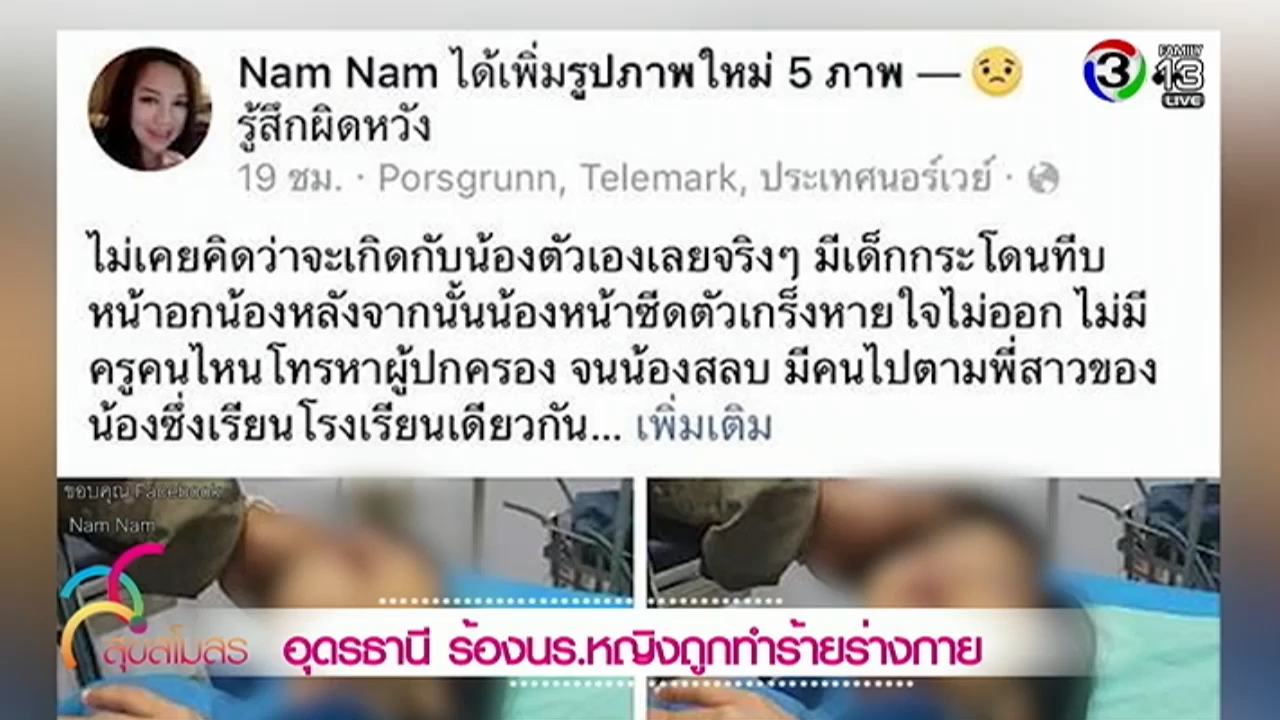 Nam Nam ได้เพิ่มรูปภาพใหม่ 5 ภาพ —
รู้สึกผิดหวัง
19 ชม. · Porsgrunn, Telemark, ประเทศนอร์เวย์ ·
3
FAMILY
13
LIVE
ไม่เคยคิดว่าจะเกิดกับน้องตัวเองเลยจริงๆ มีเด็กกระโดนทีบ
หน้าอกน้องหลังจากนั้นน้องหน้าซีดตัวเกร็งหายใจไม่ออก ไม่มี
ครูคนไหนโทรหาผู้ปกครอง จนน้องสลบ มีคนไปตามพี่สาวของ
น้องซึ่งเรียนโรงเรียนเดียวกัน... เพิ่มเติม
ขอบคุณ Facebook
Nam Nam
สุขสโมสร
อุดรธานี ร้องนร.หญิงถูกทำร้ายร่างกาย